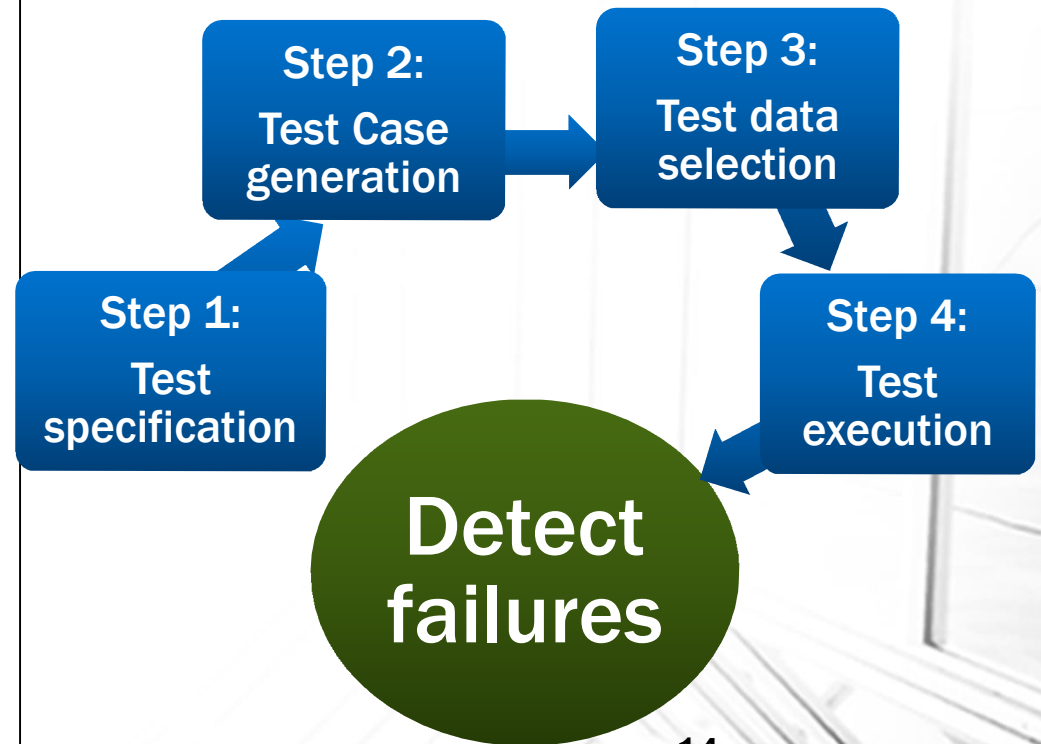 Step 1:
Test
specification
Step 2:
Test Case
generation
Step 3:
Test data
selection
Step 4:
Test
execution
Detect
failures